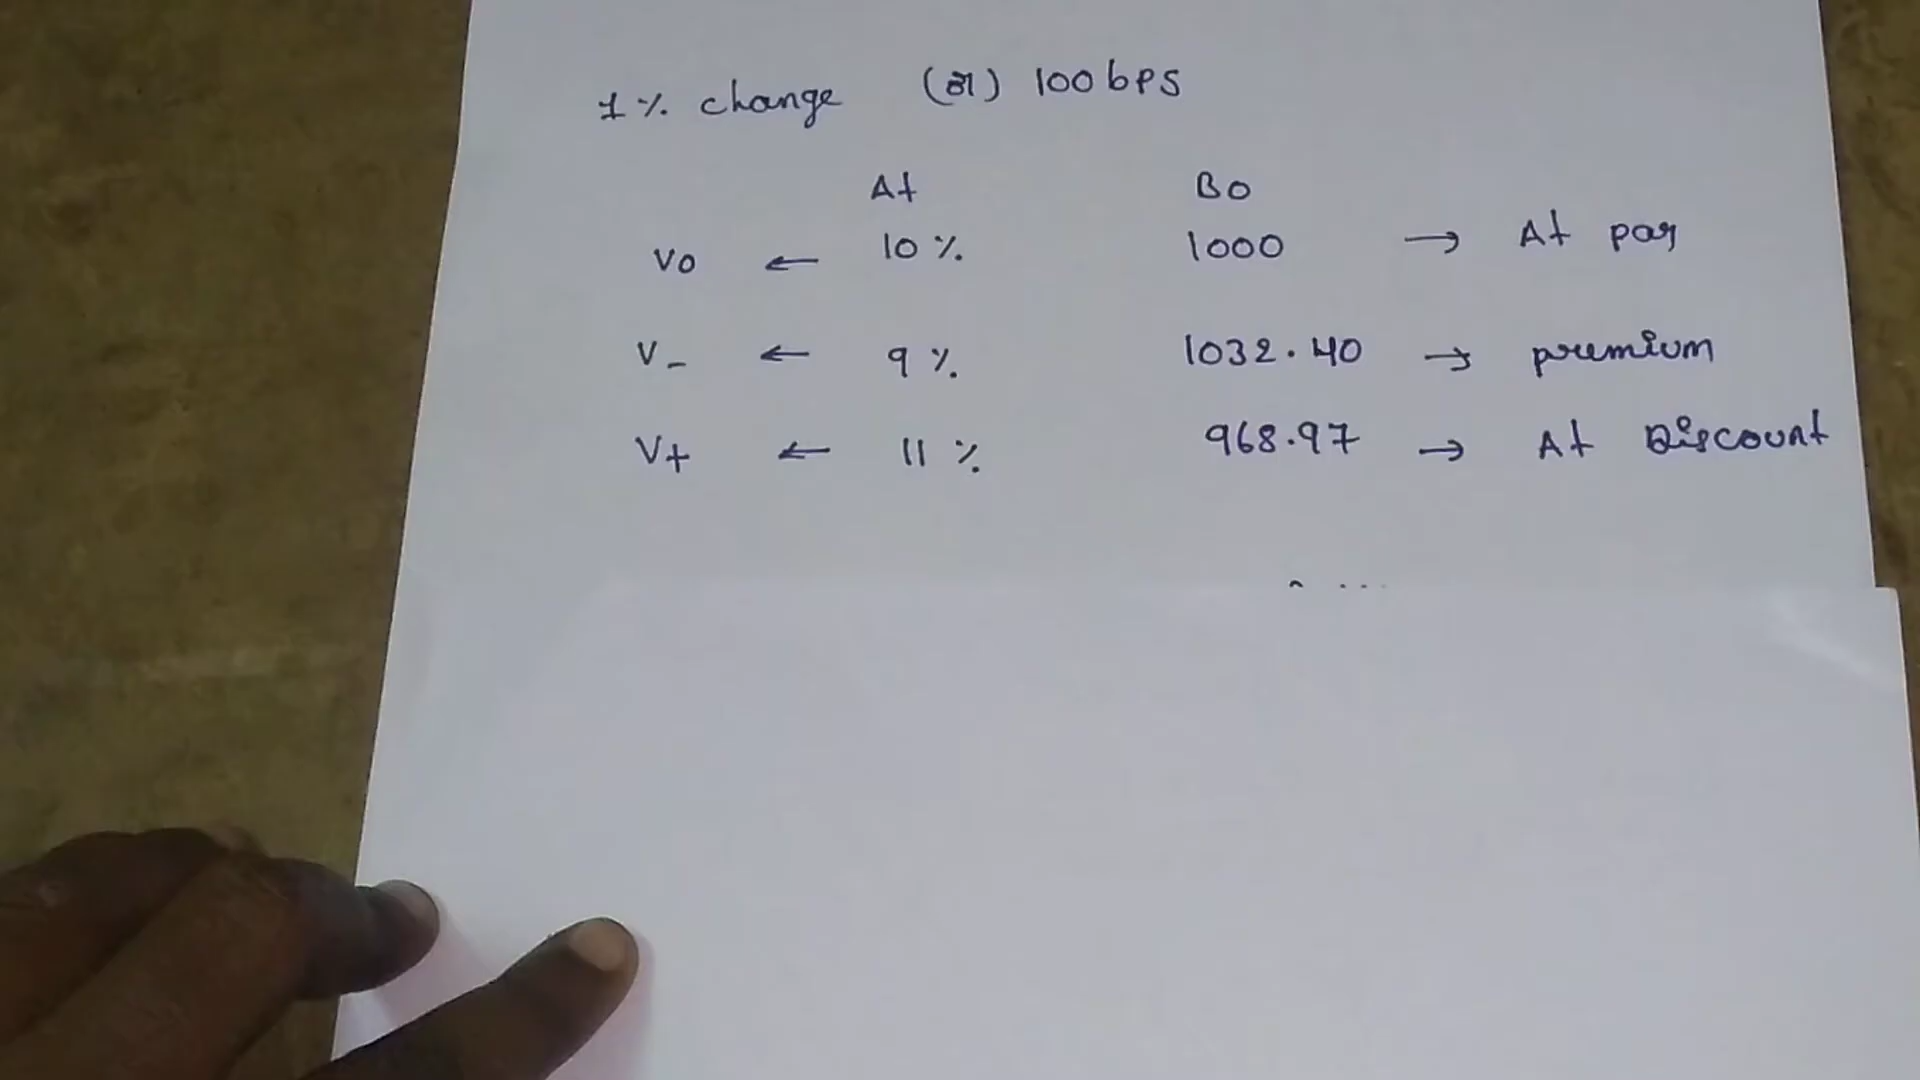 1 % change (or) 100 bps
At Bo
V0 ← 10 % 1000 → At par
V- ← 9 % 1032.40 → premium
V+ ← 11 % 968.97 → At Discount